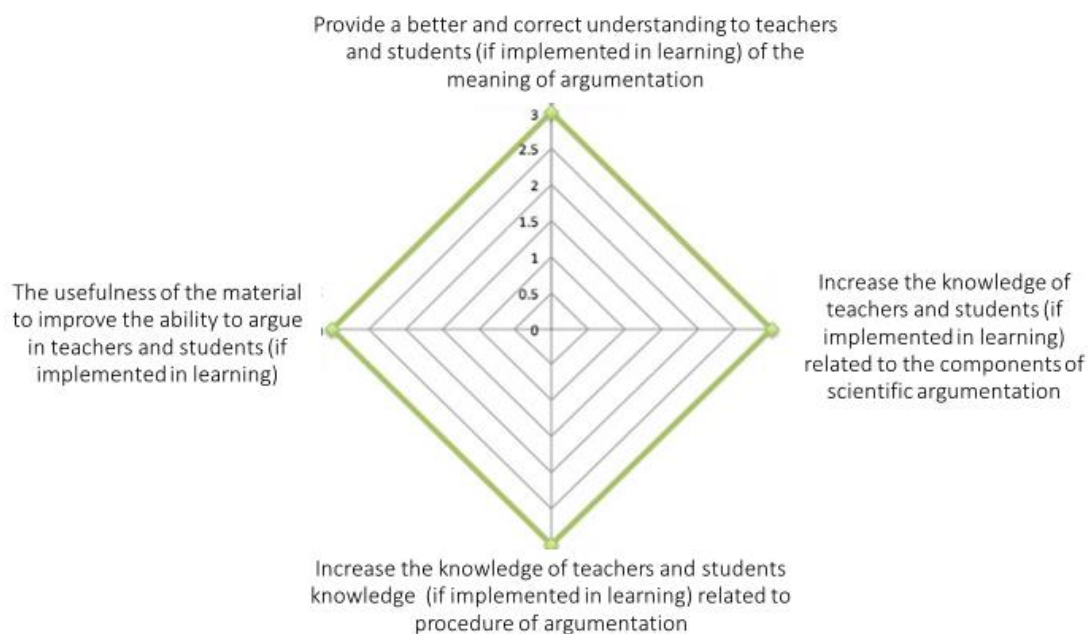 Provide a better and correct understanding to teachers
and students (if implemented in learning) of the
meaning of argumentation
3
2.5
2
1.5
1
0.5
0
The usefulness of the material
to improve the ability to argue
in teachers and students (if
implemented in learning)
Increase the knowledge of
teachers and students (if
implemented in learning)
related to the components of
scientific argumentation
Increase the knowledge of teachers and students
knowledge (if implemented in learning) related to
procedure of argumentation